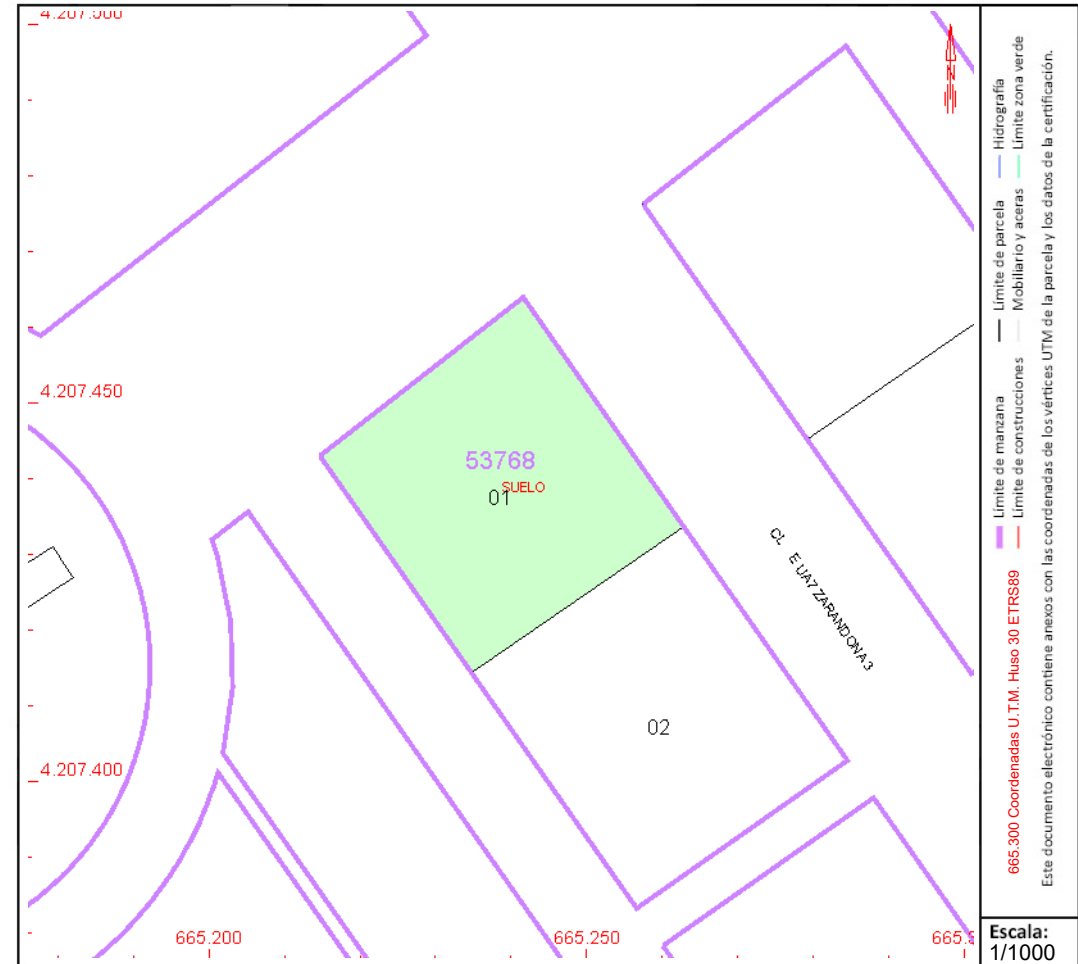 4.207.500
4.207.450
53768
SUELO
01
CL E UA7 ZARANDONA 3
02
4.207.400
665.200
665.250
N
Límite de manzana
Límite de parcela
Hidrografía
Límite de construcciones
Mobiliario y aceras
Límite zona verde
665.300 Coordenadas U.T.M. Huso 30 ETRS89
Este documento electrónico contiene anexos con las coordenadas de los vértices UTM de la parcela y los datos de la certificación.
Escala:
1/1000